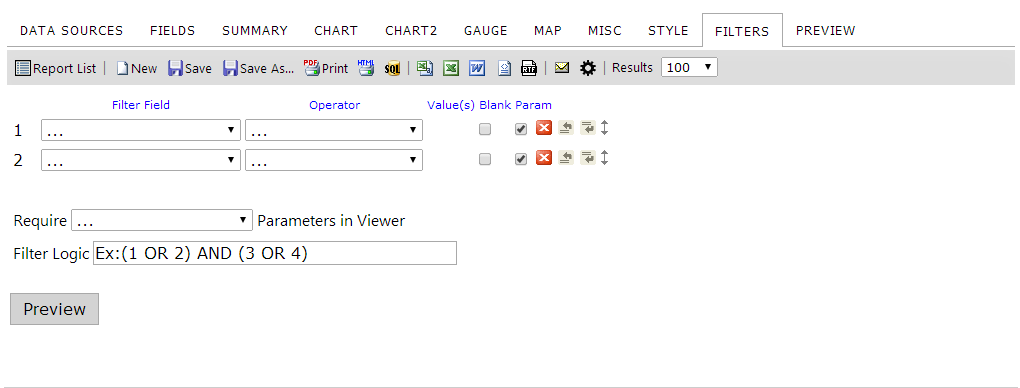 DATA SOURCES FIELDS SUMMARY CHART CHART2 GAUGE MAP MISC STYLE FILTERS PREVIEW
Report List | New Save Save As... PDF Print HTML SQL | W RTF | Results 100
Filter Field Operator Value(s) Blank Param
1 ... ...
2 ... ...
Require ... Parameters in Viewer
Filter Logic Ex:(1 OR 2) AND (3 OR 4)
Preview